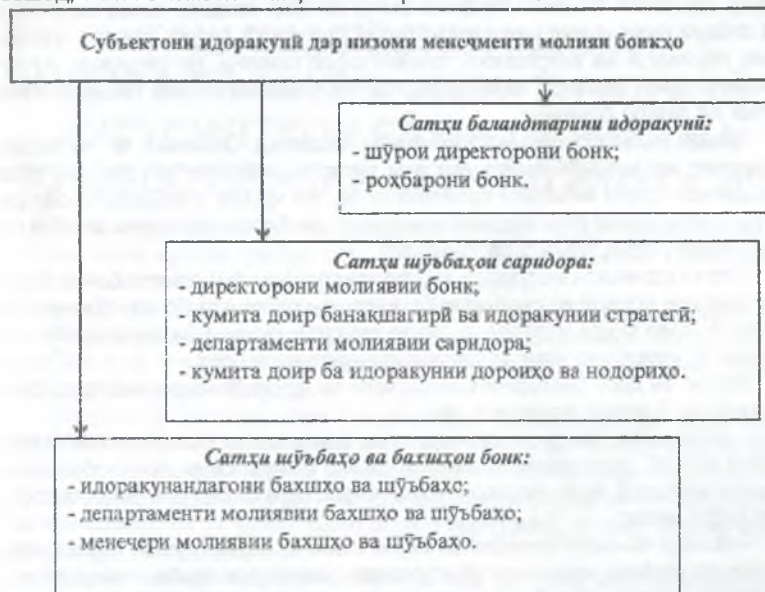 Субъектони идоракунӣ дар низоми менеҷменти молияи бонкҳо
Сатҳи баландтарини идоракунӣ:
- шӯрои директорони бонк;
- роҳбарони бонк.
Сатҳи шӯъбаҳои саридора:
- директорони молиявии бонк;
- кумита доир банақшагирӣ ва идоракунии стратегӣ;
- департаменти молиявии саридора;
- кумита доир ба идоракунии дороиҳо ва нодориҳо.
Сатҳи шӯъбаҳо ва бахшҳои бонк:
- идоракунандагони бахшҳо ва шӯъбаҳо;
- департаменти молиявии бахшҳо ва шӯъбаҳо;
- менеҷери молиявии бахшҳо ва шӯъбаҳо.